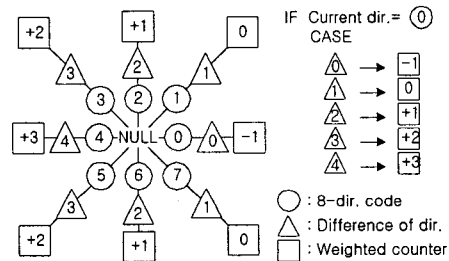 +2 +1 0
3 2 1
3 2 1
+3 4 4 NULL 0 0 -1
5 6 7
3 2 1
+2 +1 0
IF Current dir.= 0
CASE
0 → -1
1 → 0
2 → +1
3 → +2
4 → +3
: 8-dir. code
: Difference of dir.
: Weighted counter